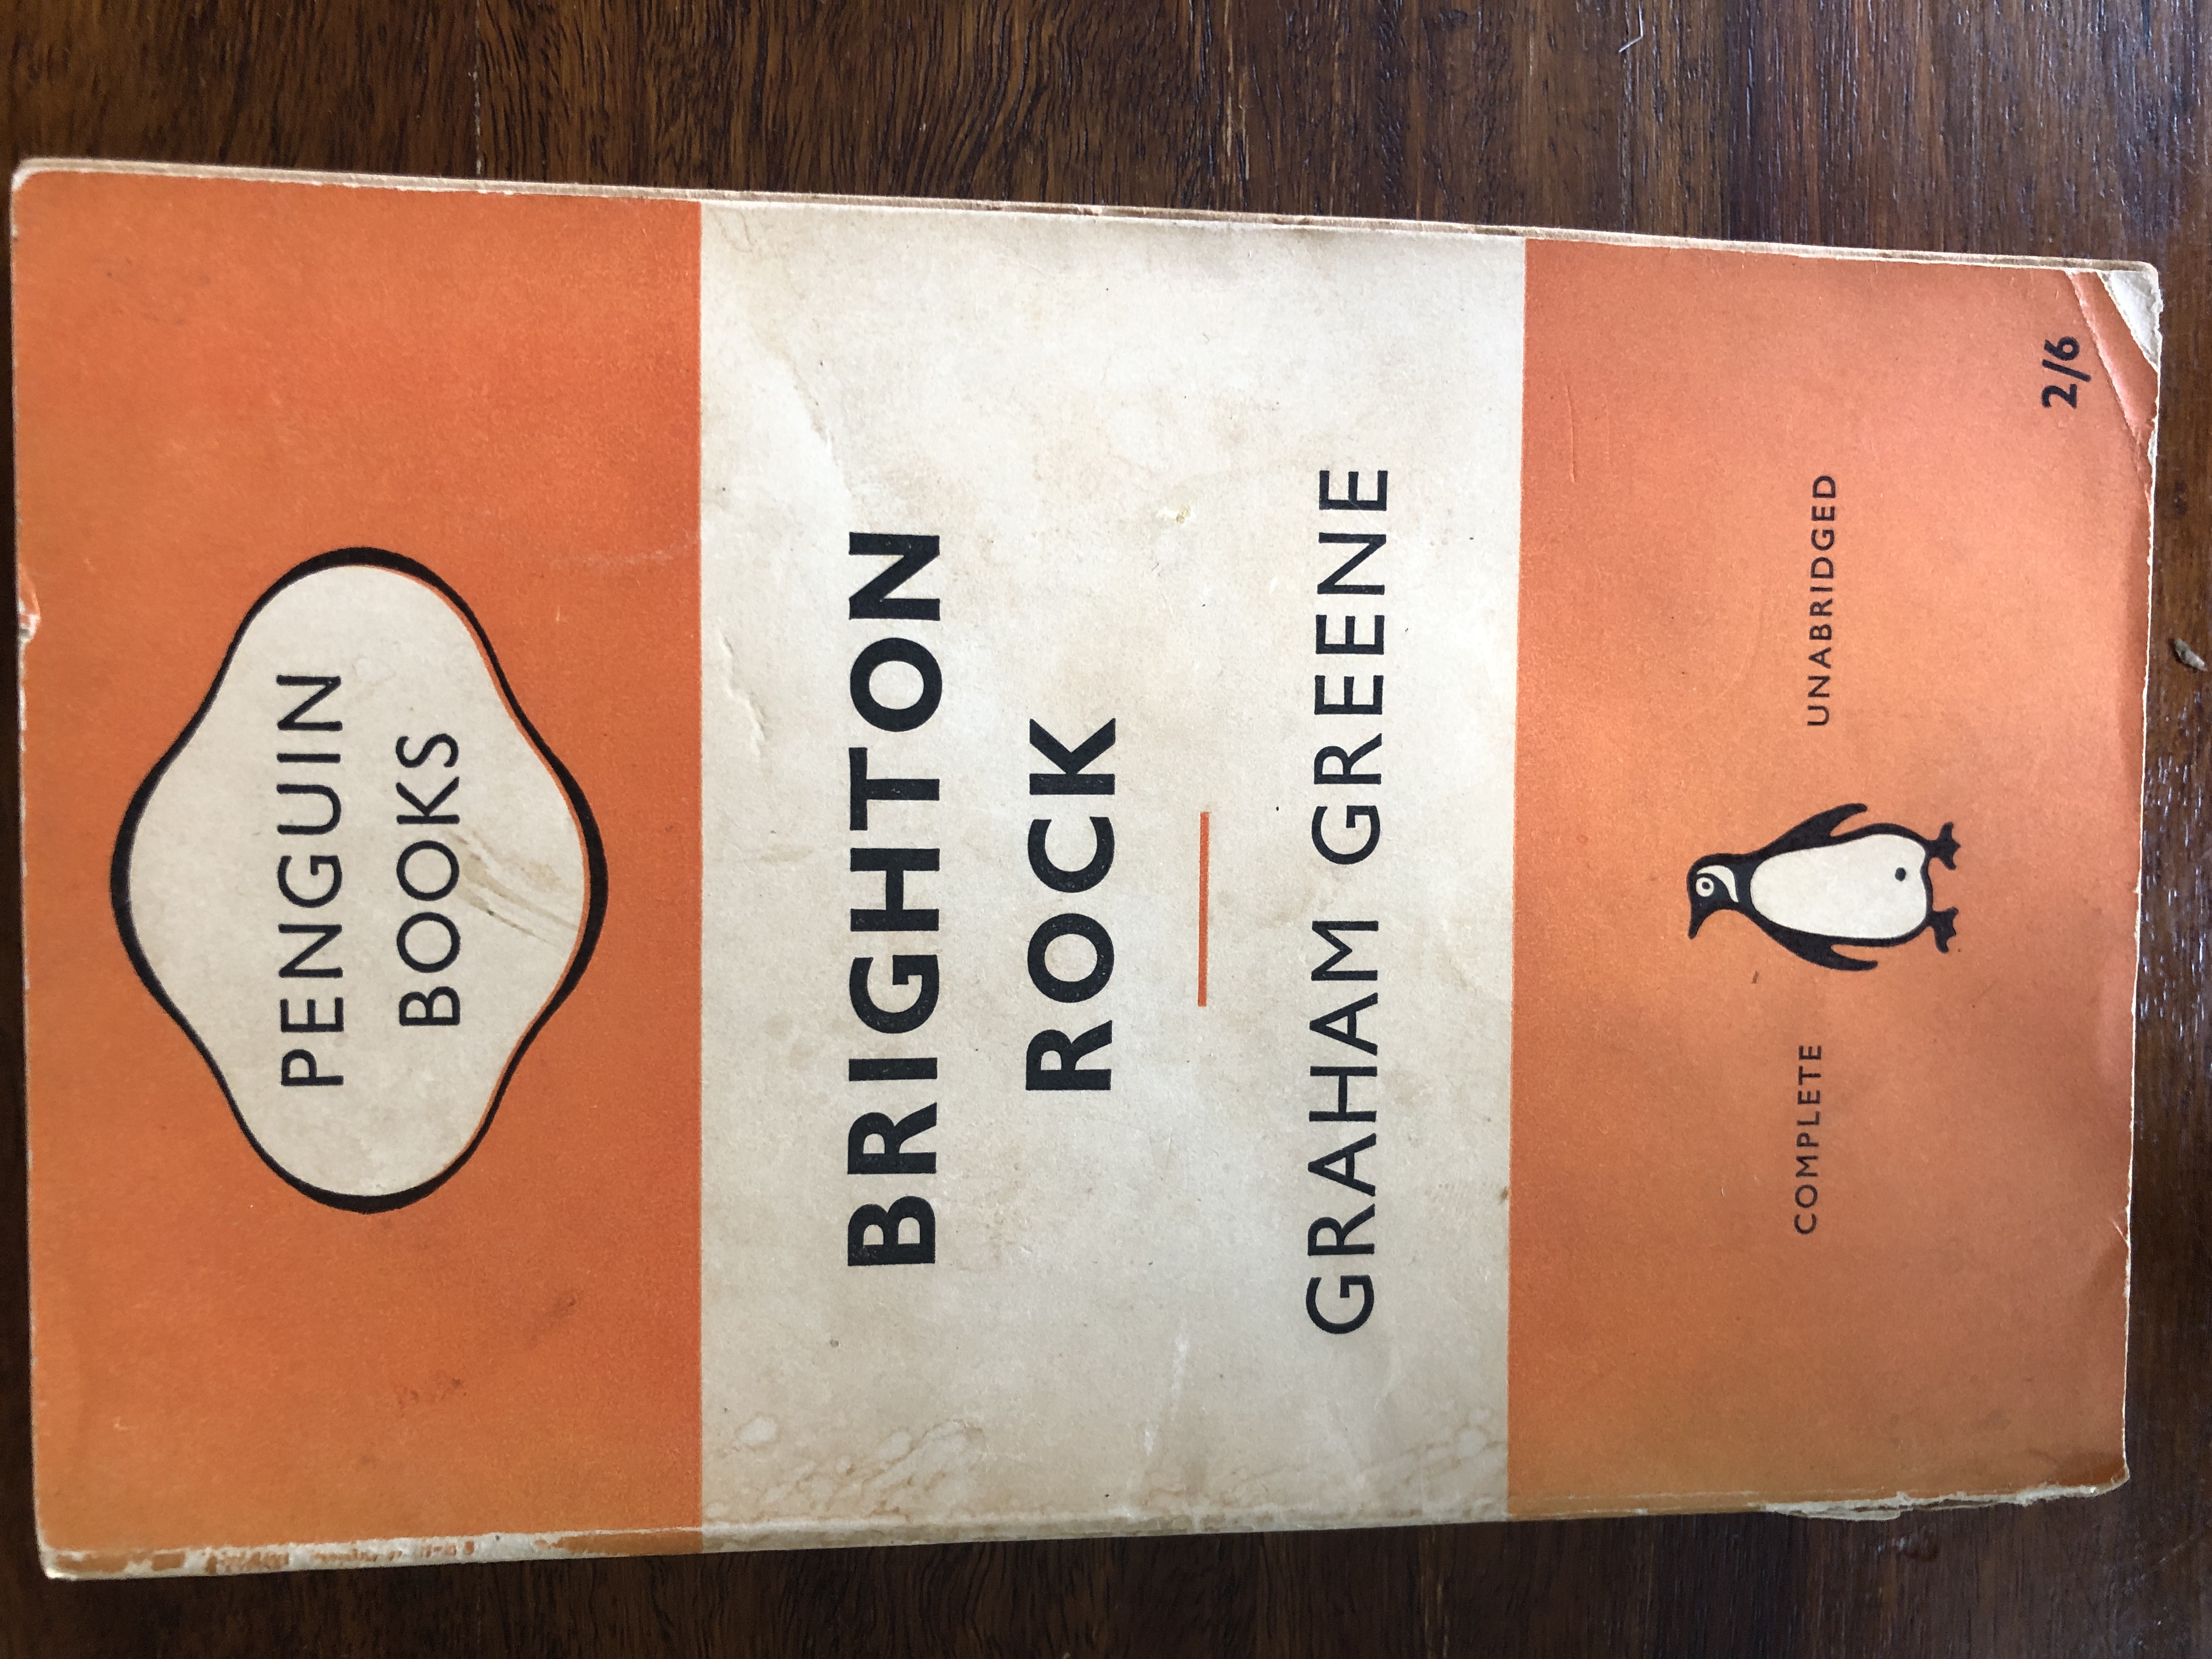 PENGUIN
BOOKS
BRIGHTON
ROCK
GRAHAM GREENE
COMPLETE UNABRIDGED
2/6